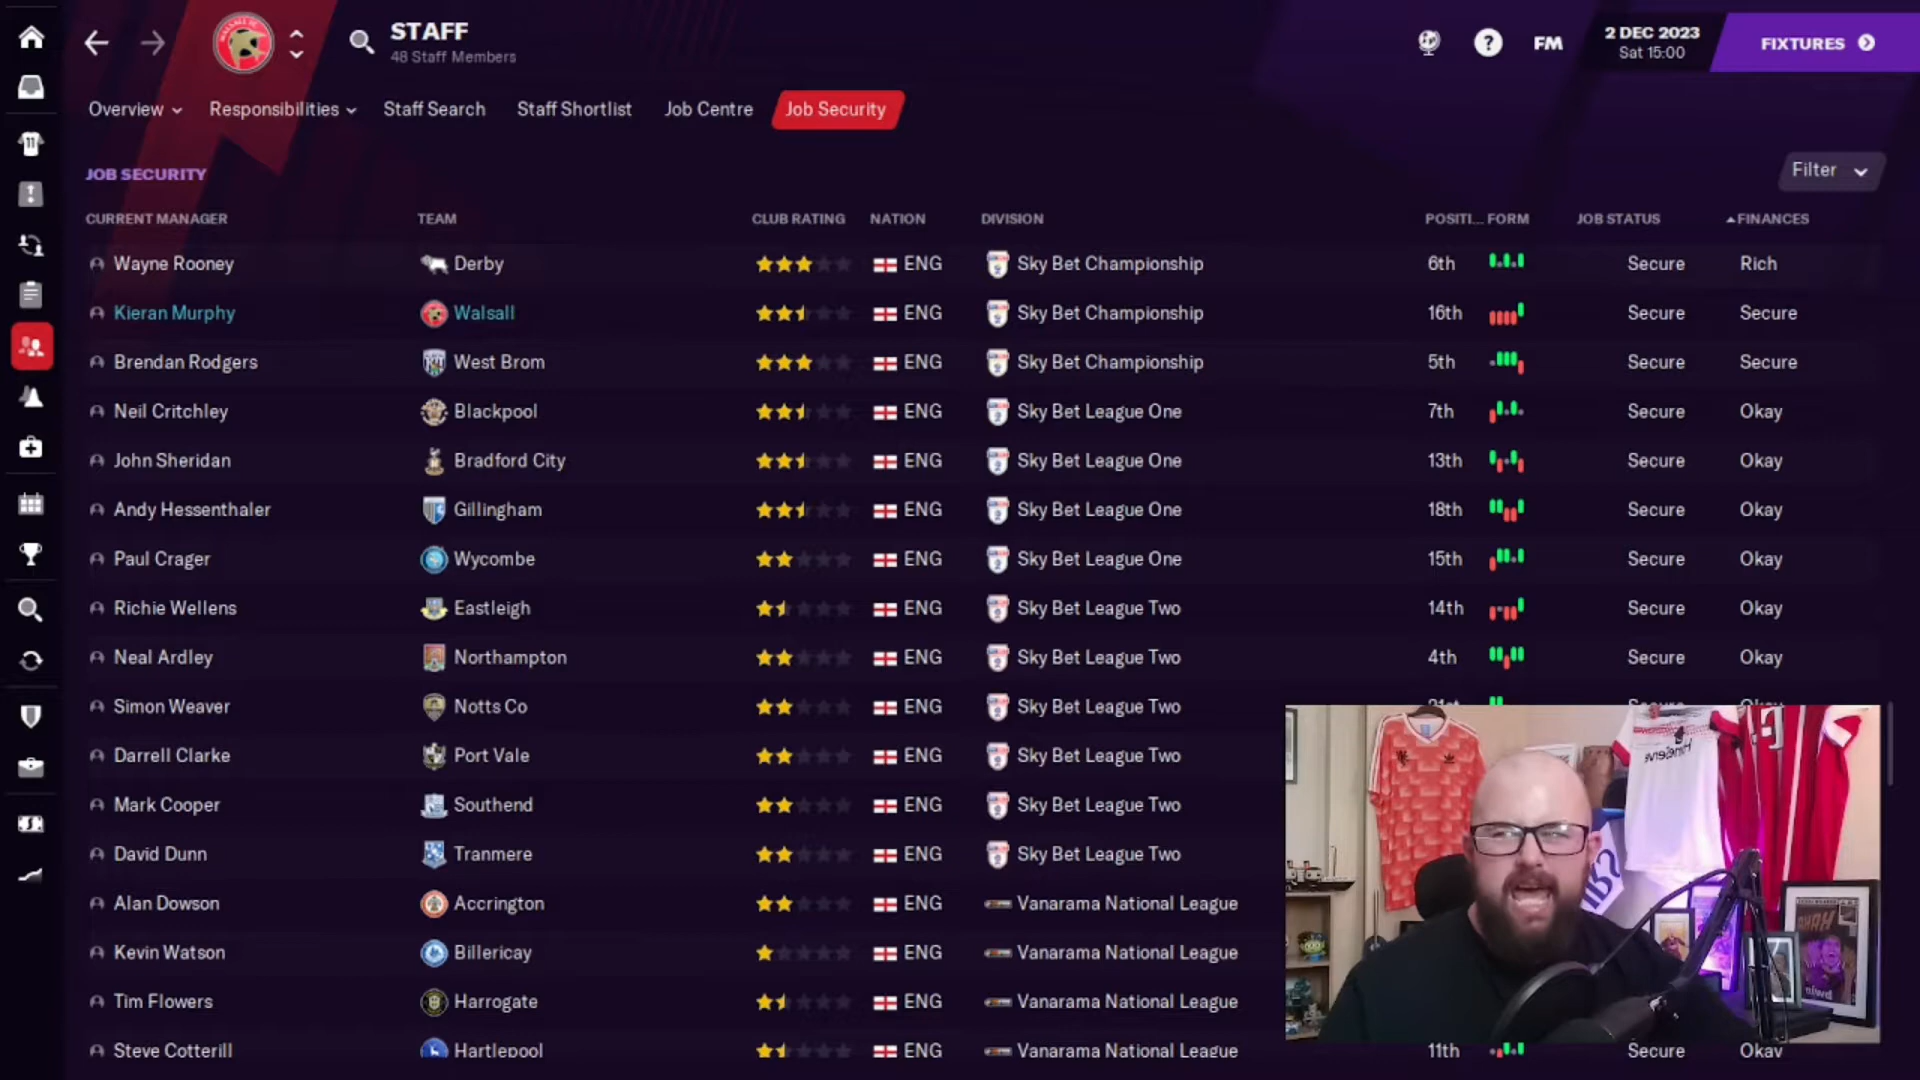 STAFF
48 Staff Members
FM
2 DEC 2023
Sat 15:00
FIXTURES
Overview
Responsibilities
Staff Search
Staff Shortlist
Job Centre
Job Security
JOB SECURITY
Filter
CURRENT MANAGER TEAM CLUB RATING NATION DIVISION POSITI... FORM JOB STATUS FINANCES
Wayne Rooney Derby ENG Sky Bet Championship 6th Secure Rich
Kieran Murphy Walsall ENG Sky Bet Championship 16th Secure Secure
Brendan Rodgers West Brom ENG Sky Bet Championship 5th Secure Secure
Neil Critchley Blackpool ENG Sky Bet League One 7th Secure Okay
John Sheridan Bradford City ENG Sky Bet League One 13th Secure Okay
Andy Hessenthaler Gillingham ENG Sky Bet League One 18th Secure Okay
Paul Crager Wycombe ENG Sky Bet League One 15th Secure Okay
Richie Wellens Eastleigh ENG Sky Bet League Two 14th Secure Okay
Neal Ardley Northampton ENG Sky Bet League Two 4th Secure Okay
Simon Weaver Notts Co ENG Sky Bet League Two
Darrell Clarke Port Vale ENG Sky Bet League Two
Mark Cooper Southend ENG Sky Bet League Two
David Dunn Tranmere ENG Sky Bet League Two
Alan Dowson Accrington ENG Vanarama National League
Kevin Watson Billericay ENG Vanarama National League
Tim Flowers Harrogate ENG Vanarama National League
Steve Cotterill Hartlepool ENG Vanarama National League 11th Secure Okay